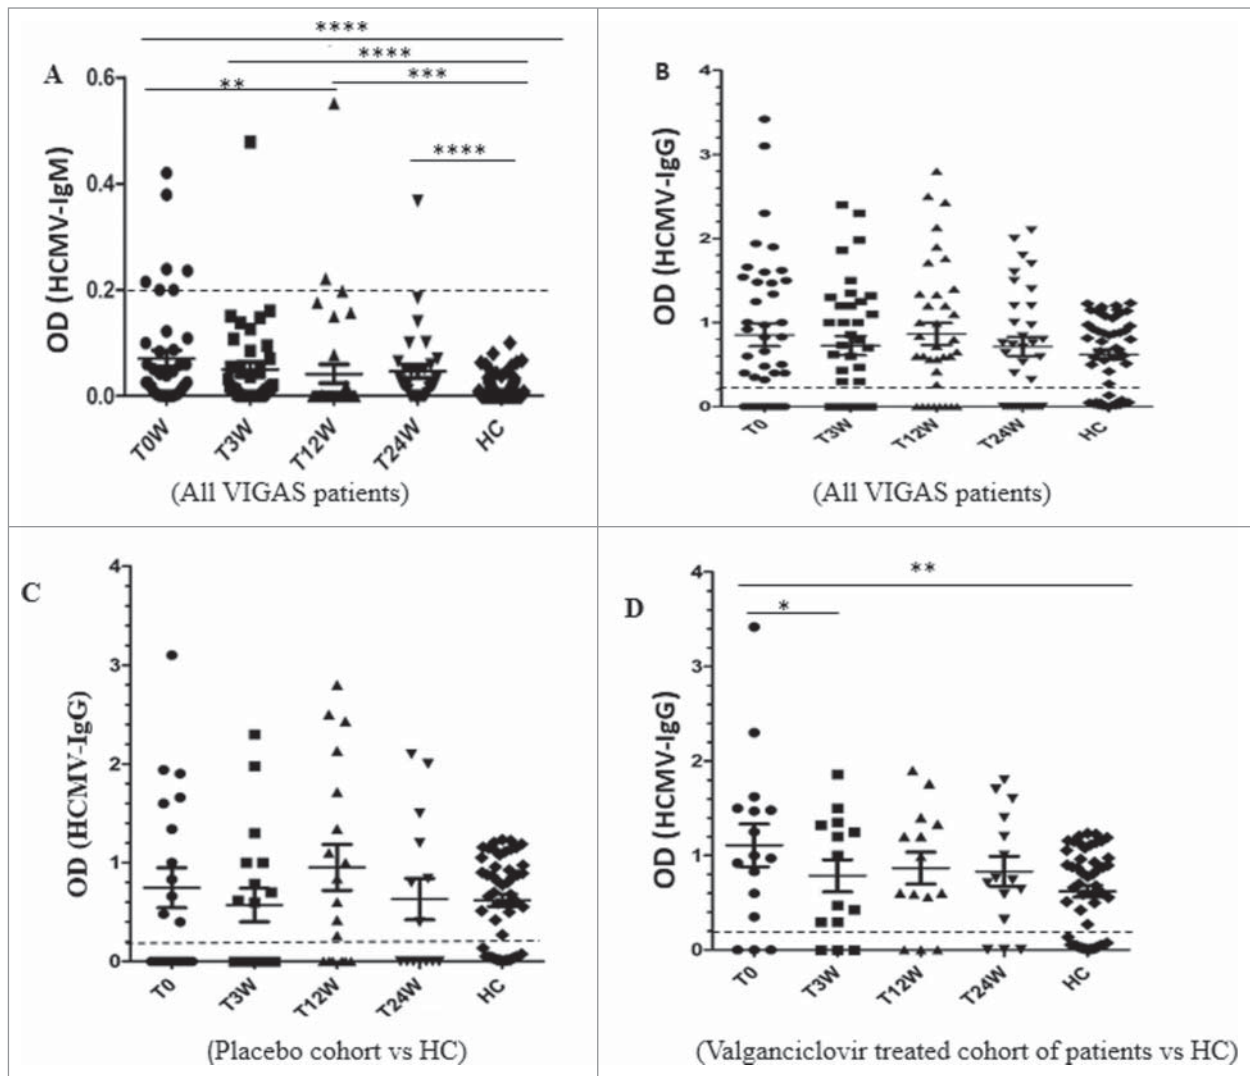 ****
****
A
***
**
0.6
****
0.4
0.2
0.0
OD (HCMV-IgM)
T0W
T3W
T12W
T24W
HC
(All VIGAS patients)
B
4
3
2
1
0
OD (HCMV-IgG)
T0
T3W
T12W
T24W
HC
(All VIGAS patients)
C
4
3
2
1
0
OD (HCMV-IgG)
T0
T3W
T12W
T24W
HC
(Placebo cohort vs HC)
**
D
*
4
3
2
1
0
OD (HCMV-IgG)
T0
T3W
T12W
T24W
HC
(Valganciclovir treated cohort of patients vs HC)